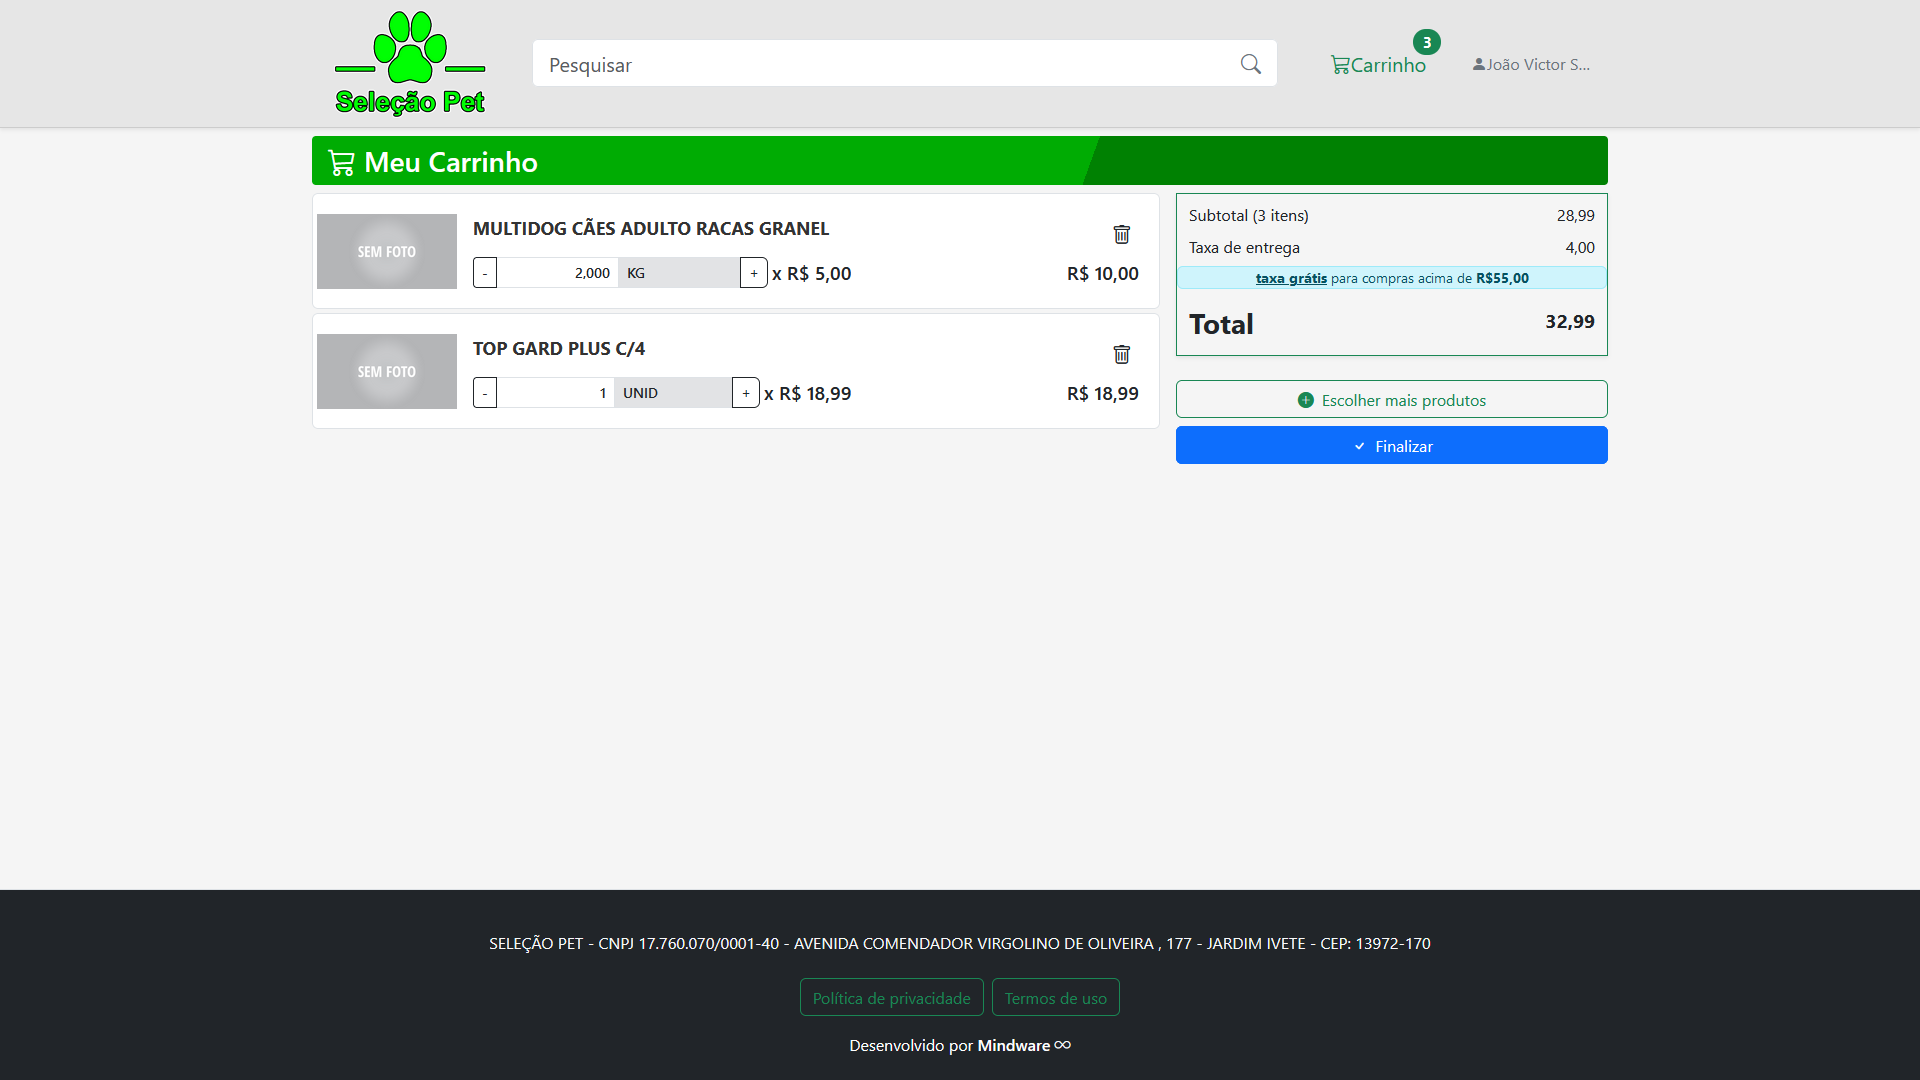 Seleção Pet
Pesquisar
3
Carrinho
João Victor S...
Meu Carrinho
SEM FOTO
MULTIDOG CÃES ADULTO RACAS GRANEL
- 2,000 KG + x R$ 5,00 R$ 10,00
SEM FOTO
TOP GARD PLUS C/4
- 1 UNID + x R$ 18,99 R$ 18,99
Subtotal (3 itens) 28,99
Taxa de entrega 4,00
taxa grátis para compras acima de R$55,00
Total 32,99
Escolher mais produtos
Finalizar
SELEÇÃO PET - CNPJ 17.760.070/0001-40 - AVENIDA COMENDADOR VIRGOLINO DE OLIVEIRA , 177 - JARDIM IVETE - CEP: 13972-170
Política de privacidade Termos de uso
Desenvolvido por Mindware